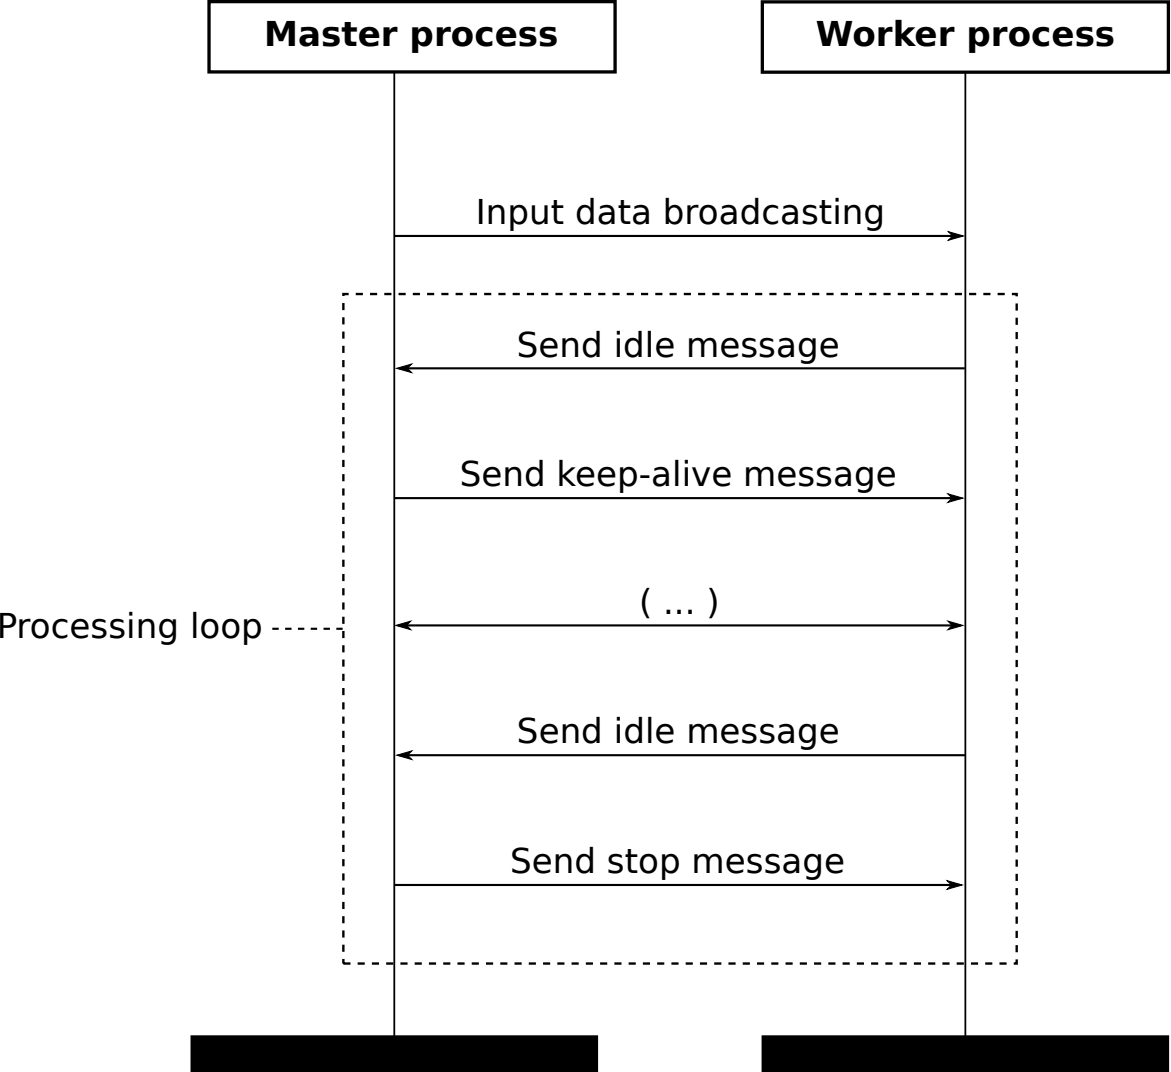 Master process
Worker process
Input data broadcasting
Send idle message
Send keep-alive message
( ... )
Processing loop
Send idle message
Send stop message